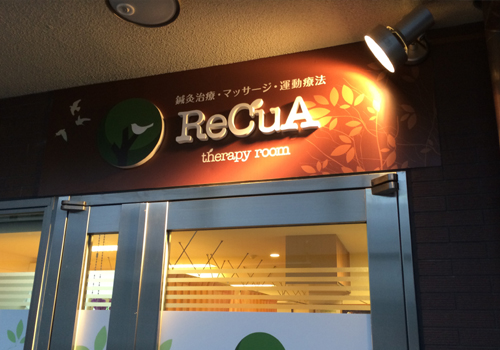 鍼灸治療・マッサージ・運動療法
ReCuA
therapy room